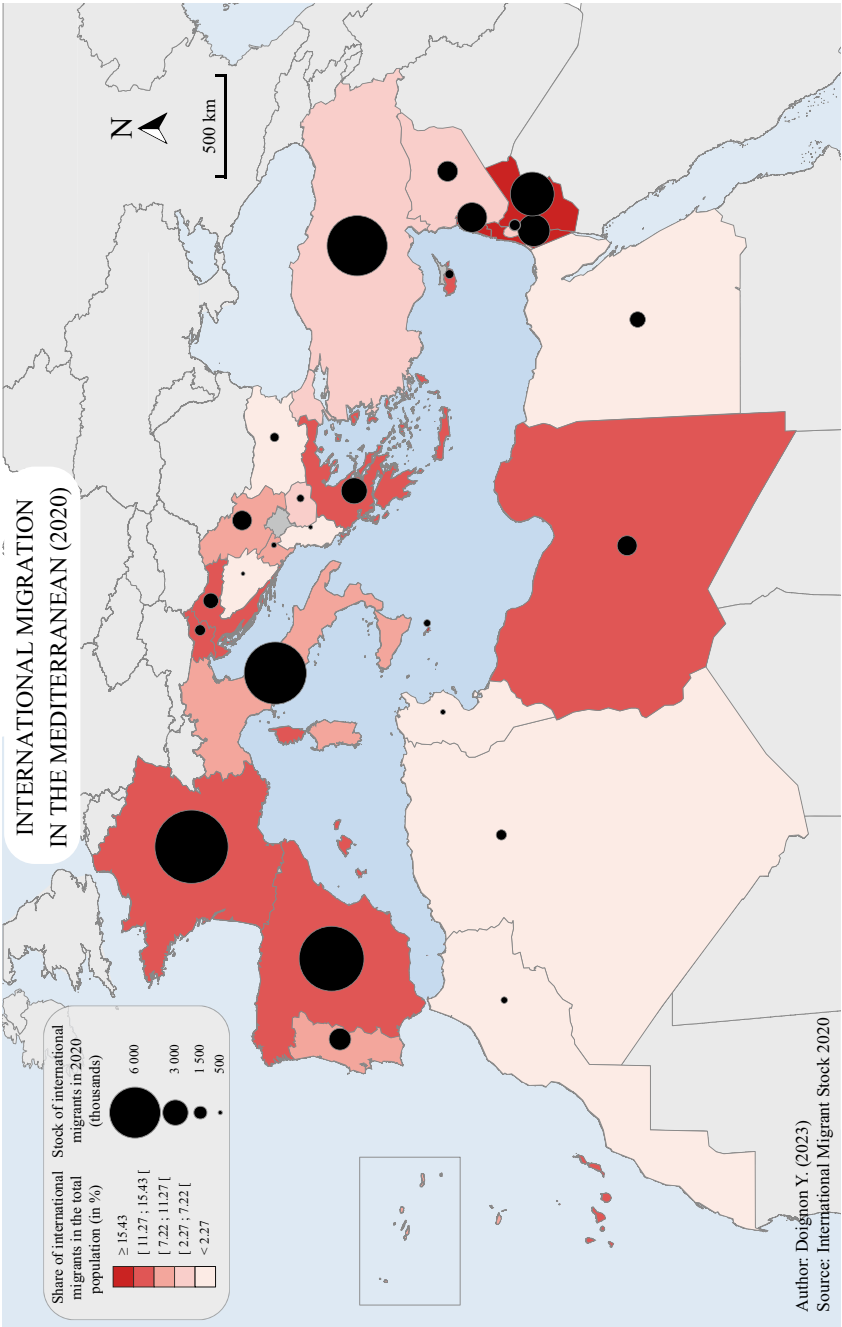 INTERNATIONAL MIGRATION
IN THE MEDITERRANEAN (2020)
N
500 km
Share of international
migrants in the total
population (in %)
≥ 15.43
[ 11.27 ; 15.43 [
[ 7.22 ; 11.27 [
[ 2.27 ; 7.22 [
< 2.27
Stock of international
migrants in 2020
(thousands)
6 000
3 000
1 500
500
Author: Doignon Y. (2023)
Source: International Migrant Stock 2020